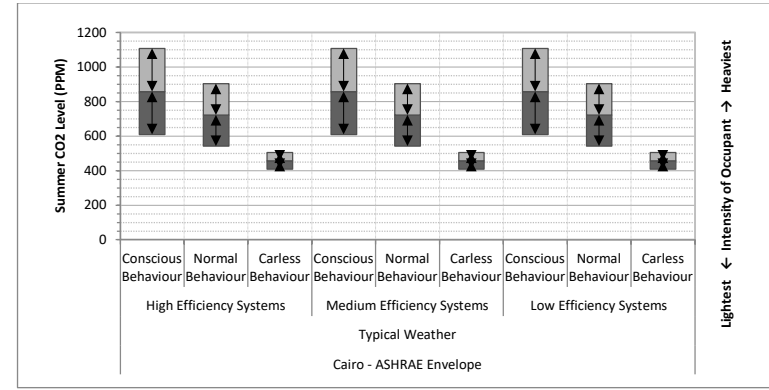 1200
1000
800
600
400
200
0
Summer CO2 Level (PPM)
Conscious Normal Carless Conscious Normal Carless Conscious Normal Carless
Behaviour Behaviour Behaviour Behaviour Behaviour Behaviour Behaviour Behaviour Behaviour
High Efficiency Systems Medium Efficiency Systems Low Efficiency Systems
Typical Weather
Cairo - ASHRAE Envelope
Lightest ← Intensity of Occupant → Heaviest